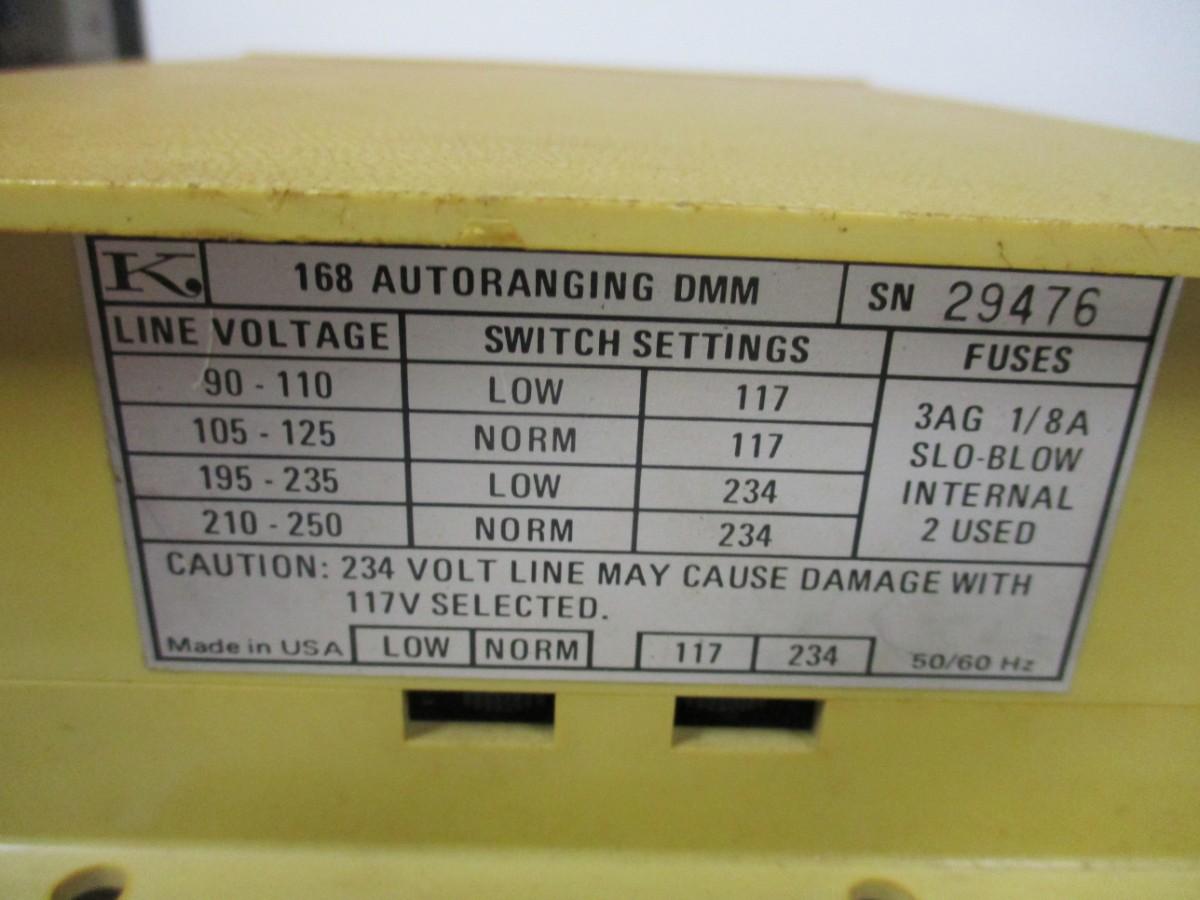 K.
168 AUTORANGING DMM
SN 29476
LINE VOLTAGE
SWITCH SETTINGS
FUSES
90 - 110 LOW 117
105 - 125 NORM 117
195 - 235 LOW 234
210 - 250 NORM 234
3AG 1/8A
SLO-BLOW
INTERNAL
2 USED
CAUTION: 234 VOLT LINE MAY CAUSE DAMAGE WITH
117V SELECTED.
Made in USA LOW NORM 117 234 50/60 Hz